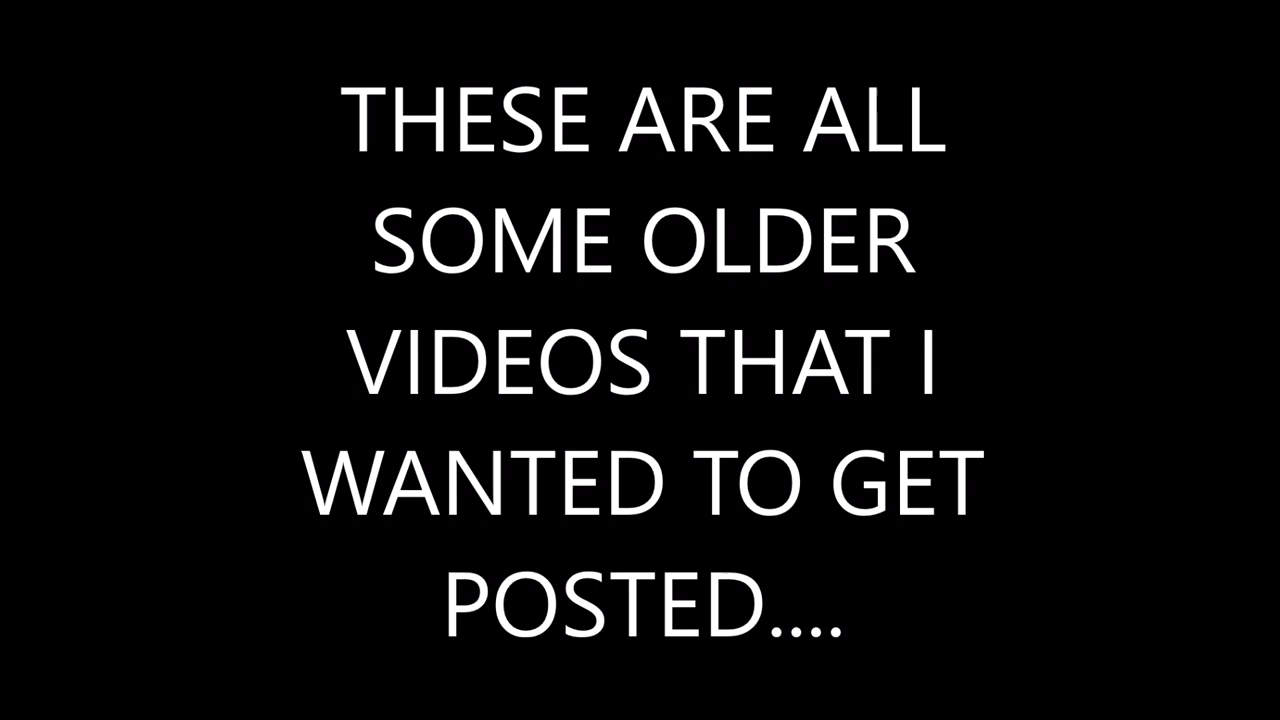 THESE ARE ALL
SOME OLDER
VIDEOS THAT I
WANTED TO GET
POSTED....